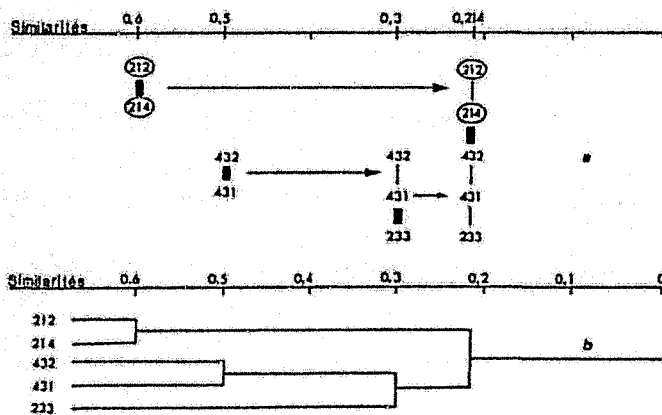 Similarités 0,6 0,5 0,3 0,214
212 212
214 214
432 432 432 a
431 431 431
233 233
Similarités 0,6 0,5 0,4 0,3 0,2 0,1 0
212
214 b
432
431
233